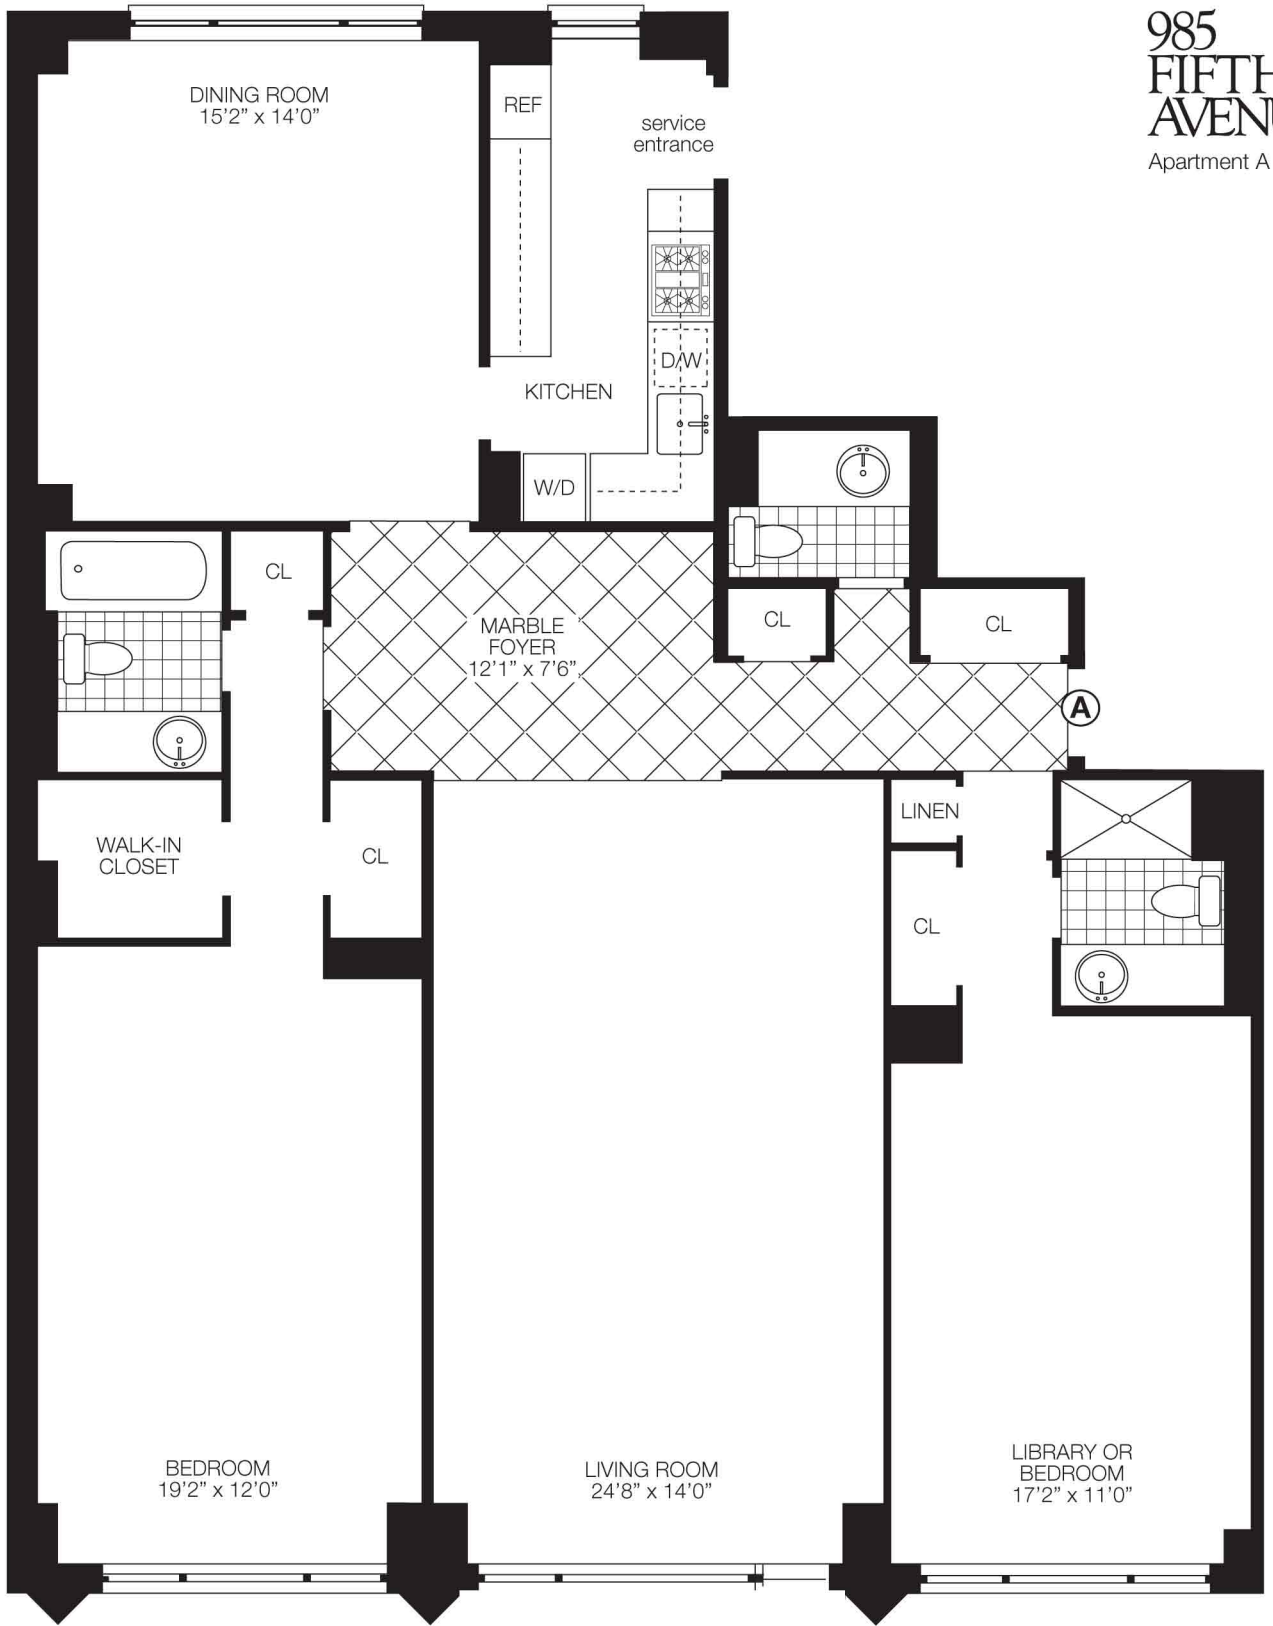 985
FIFTH
AVENU
Apartment A
DINING ROOM
15'2” x 14'0”
REF
service
entrance
D/W
KITCHEN
W/D
CL
MARBLE
FOYER
12'1” x 7'6”
CL
CL
A
WALK-IN
CLOSET
CL
LINEN
CL
BEDROOM
19'2” x 12'0”
LIVING ROOM
24'8” x 14'0”
LIBRARY OR
BEDROOM
17'2” x 11'0”